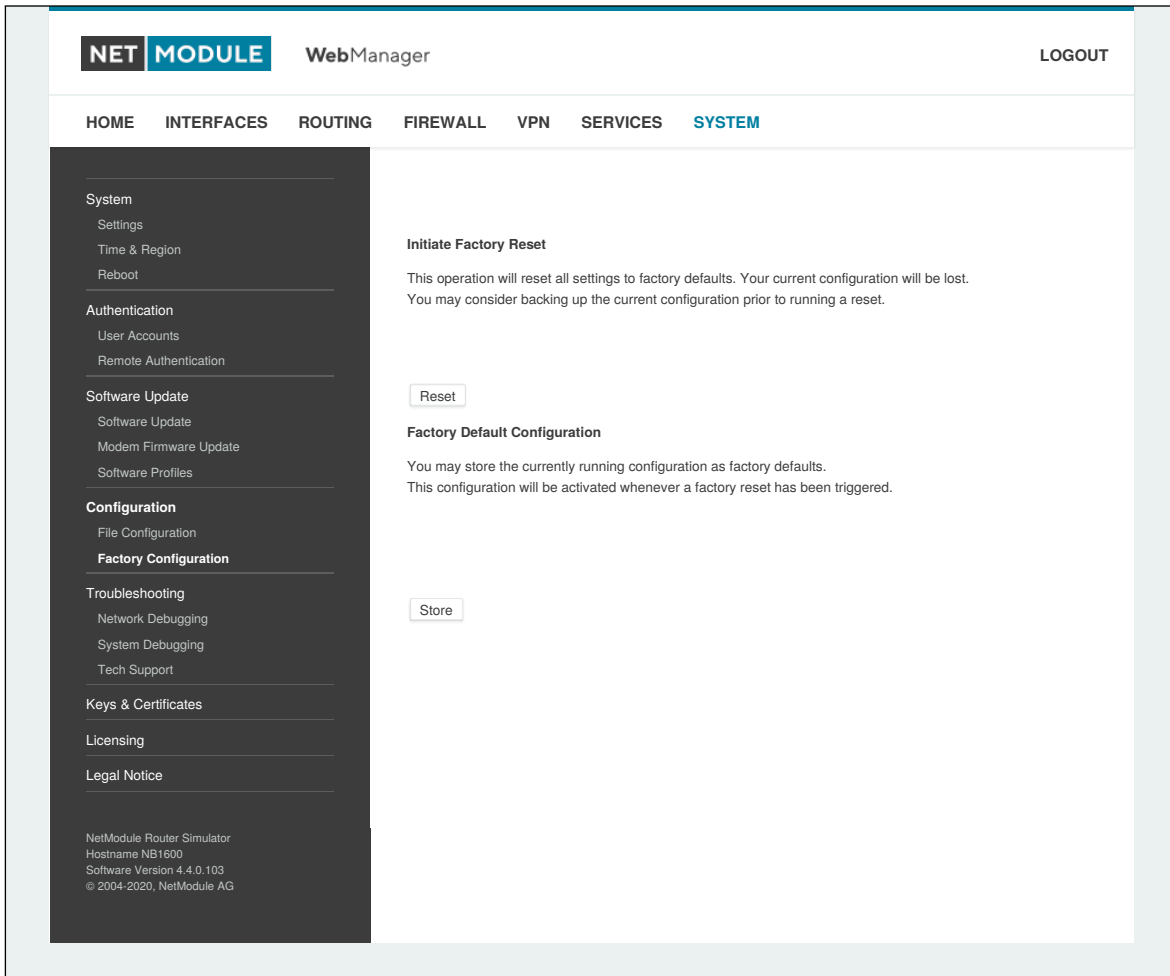 NET MODULE WebManager LOGOUT
HOME INTERFACES ROUTING FIREWALL VPN SERVICES SYSTEM
System
Settings
Time & Region
Reboot
Authentication
User Accounts
Remote Authentication
Software Update
Software Update
Modem Firmware Update
Software Profiles
Configuration
File Configuration
Factory Configuration
Troubleshooting
Network Debugging
System Debugging
Tech Support
Keys & Certificates
Licensing
Legal Notice
NetModule Router Simulator
Hostname NB1600
Software Version 4.4.0.103
© 2004-2020, NetModule AG
Initiate Factory Reset
This operation will reset all settings to factory defaults. Your current configuration will be lost.
You may consider backing up the current configuration prior to running a reset.
Reset
Factory Default Configuration
You may store the currently running configuration as factory defaults.
This configuration will be activated whenever a factory reset has been triggered.
Store